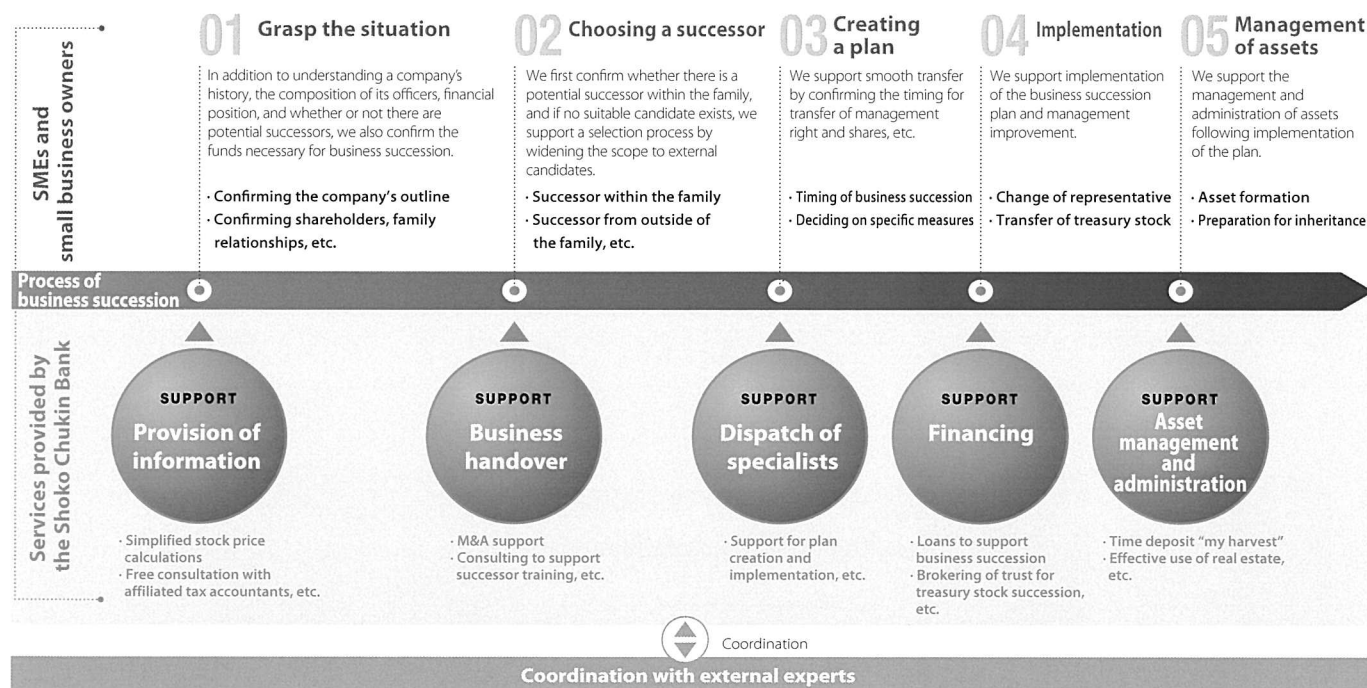 SMEs and
small business owners
01 Grasp the situation
In addition to understanding a company's
history, the composition of its officers, financial
position, and whether or not there are
potential successors, we also confirm the
funds necessary for business succession.
· Confirming the company's outline
· Confirming shareholders, family
relationships, etc.
02 Choosing a successor
We first confirm whether there is a
potential successor within the family,
and if no suitable candidate exists, we
support a selection process by
widening the scope to external
candidates.
· Successor within the family
· Successor from outside of
the family, etc.
03 Creating
a plan
We support smooth transfer
by confirming the timing for
transfer of management
right and shares, etc.
· Timing of business succession
· Deciding on specific measures
04 Implementation
We support implementation
of the business succession
plan and management
improvement.
· Change of representative
· Transfer of treasury stock
05 Management
of assets
We support the
management and
administration of assets
following implementation
of the plan.
· Asset formation
· Preparation for inheritance
Process of
business succession
Services provided by
the Shoko Chukin Bank
SUPPORT
Provision of
information
· Simplified stock price
calculations
· Free consultation with
affiliated tax accountants, etc.
SUPPORT
Business
handover
· M&A support
· Consulting to support
successor training, etc.
SUPPORT
Dispatch of
specialists
· Support for plan
creation and
implementation, etc.
SUPPORT
Financing
· Loans to support
business succession
· Brokering of trust for
treasury stock succession,
etc.
SUPPORT
Asset
management
and
administration
· Time deposit "my harvest"
· Effective use of real estate,
etc.
Coordination
Coordination with external experts